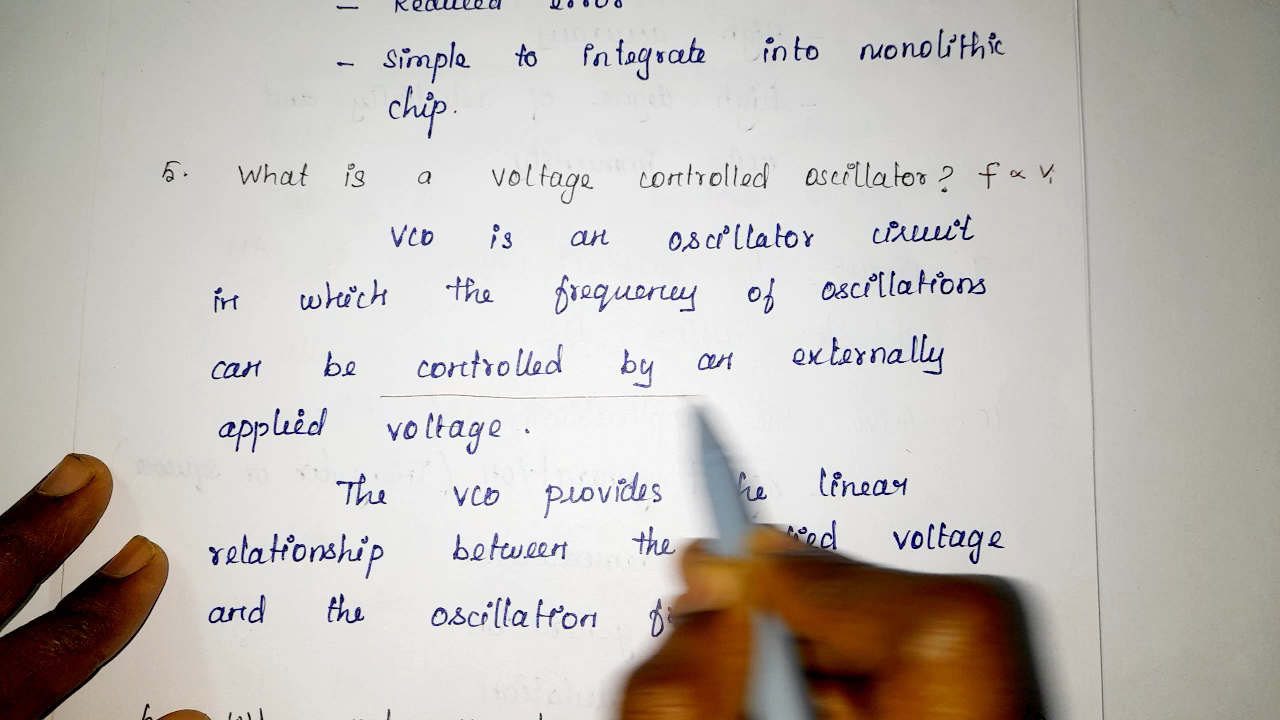 - simple to integrate into monolithic
chip.
5. What is a voltage controlled oscillator? f ∝ Vi
VCO is an oscillator circuit
in which the frequency of oscillations
can be controlled by an externally
applied voltage.
The VCO provides linear
relationship between the voltage
and the oscillation